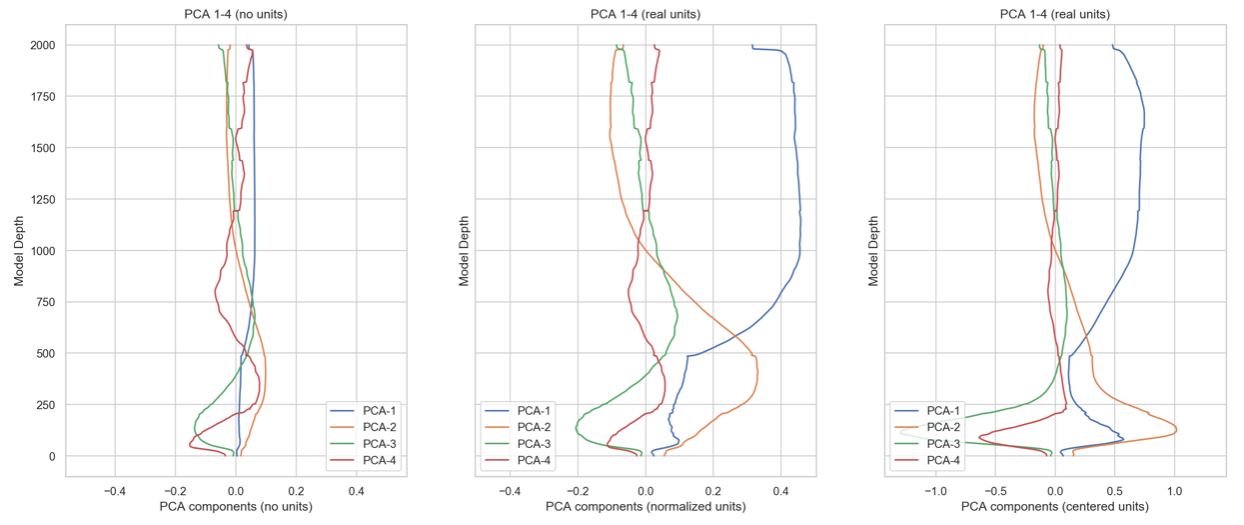 PCA 1-4 (no units)
2000
1750
1500
1250
1000
750
500
250
0
Model Depth
PCA-1
PCA-2
PCA-3
PCA-4
−0.4
−0.2
0.0
0.2
0.4
PCA components (no units)
PCA 1-4 (real units)
Model Depth
PCA-1
PCA-2
PCA-3
PCA-4
−0.4
−0.2
0.0
0.2
0.4
PCA components (normalized units)
PCA 1-4 (real units)
Model Depth
PCA-1
PCA-2
PCA-3
PCA-4
−1.0
−0.5
0.0
0.5
1.0
PCA components (centered units)